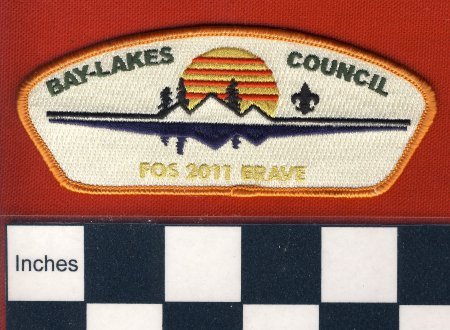 BAY-LAKES COUNCIL
FOS 2011 BRAVE
Inches